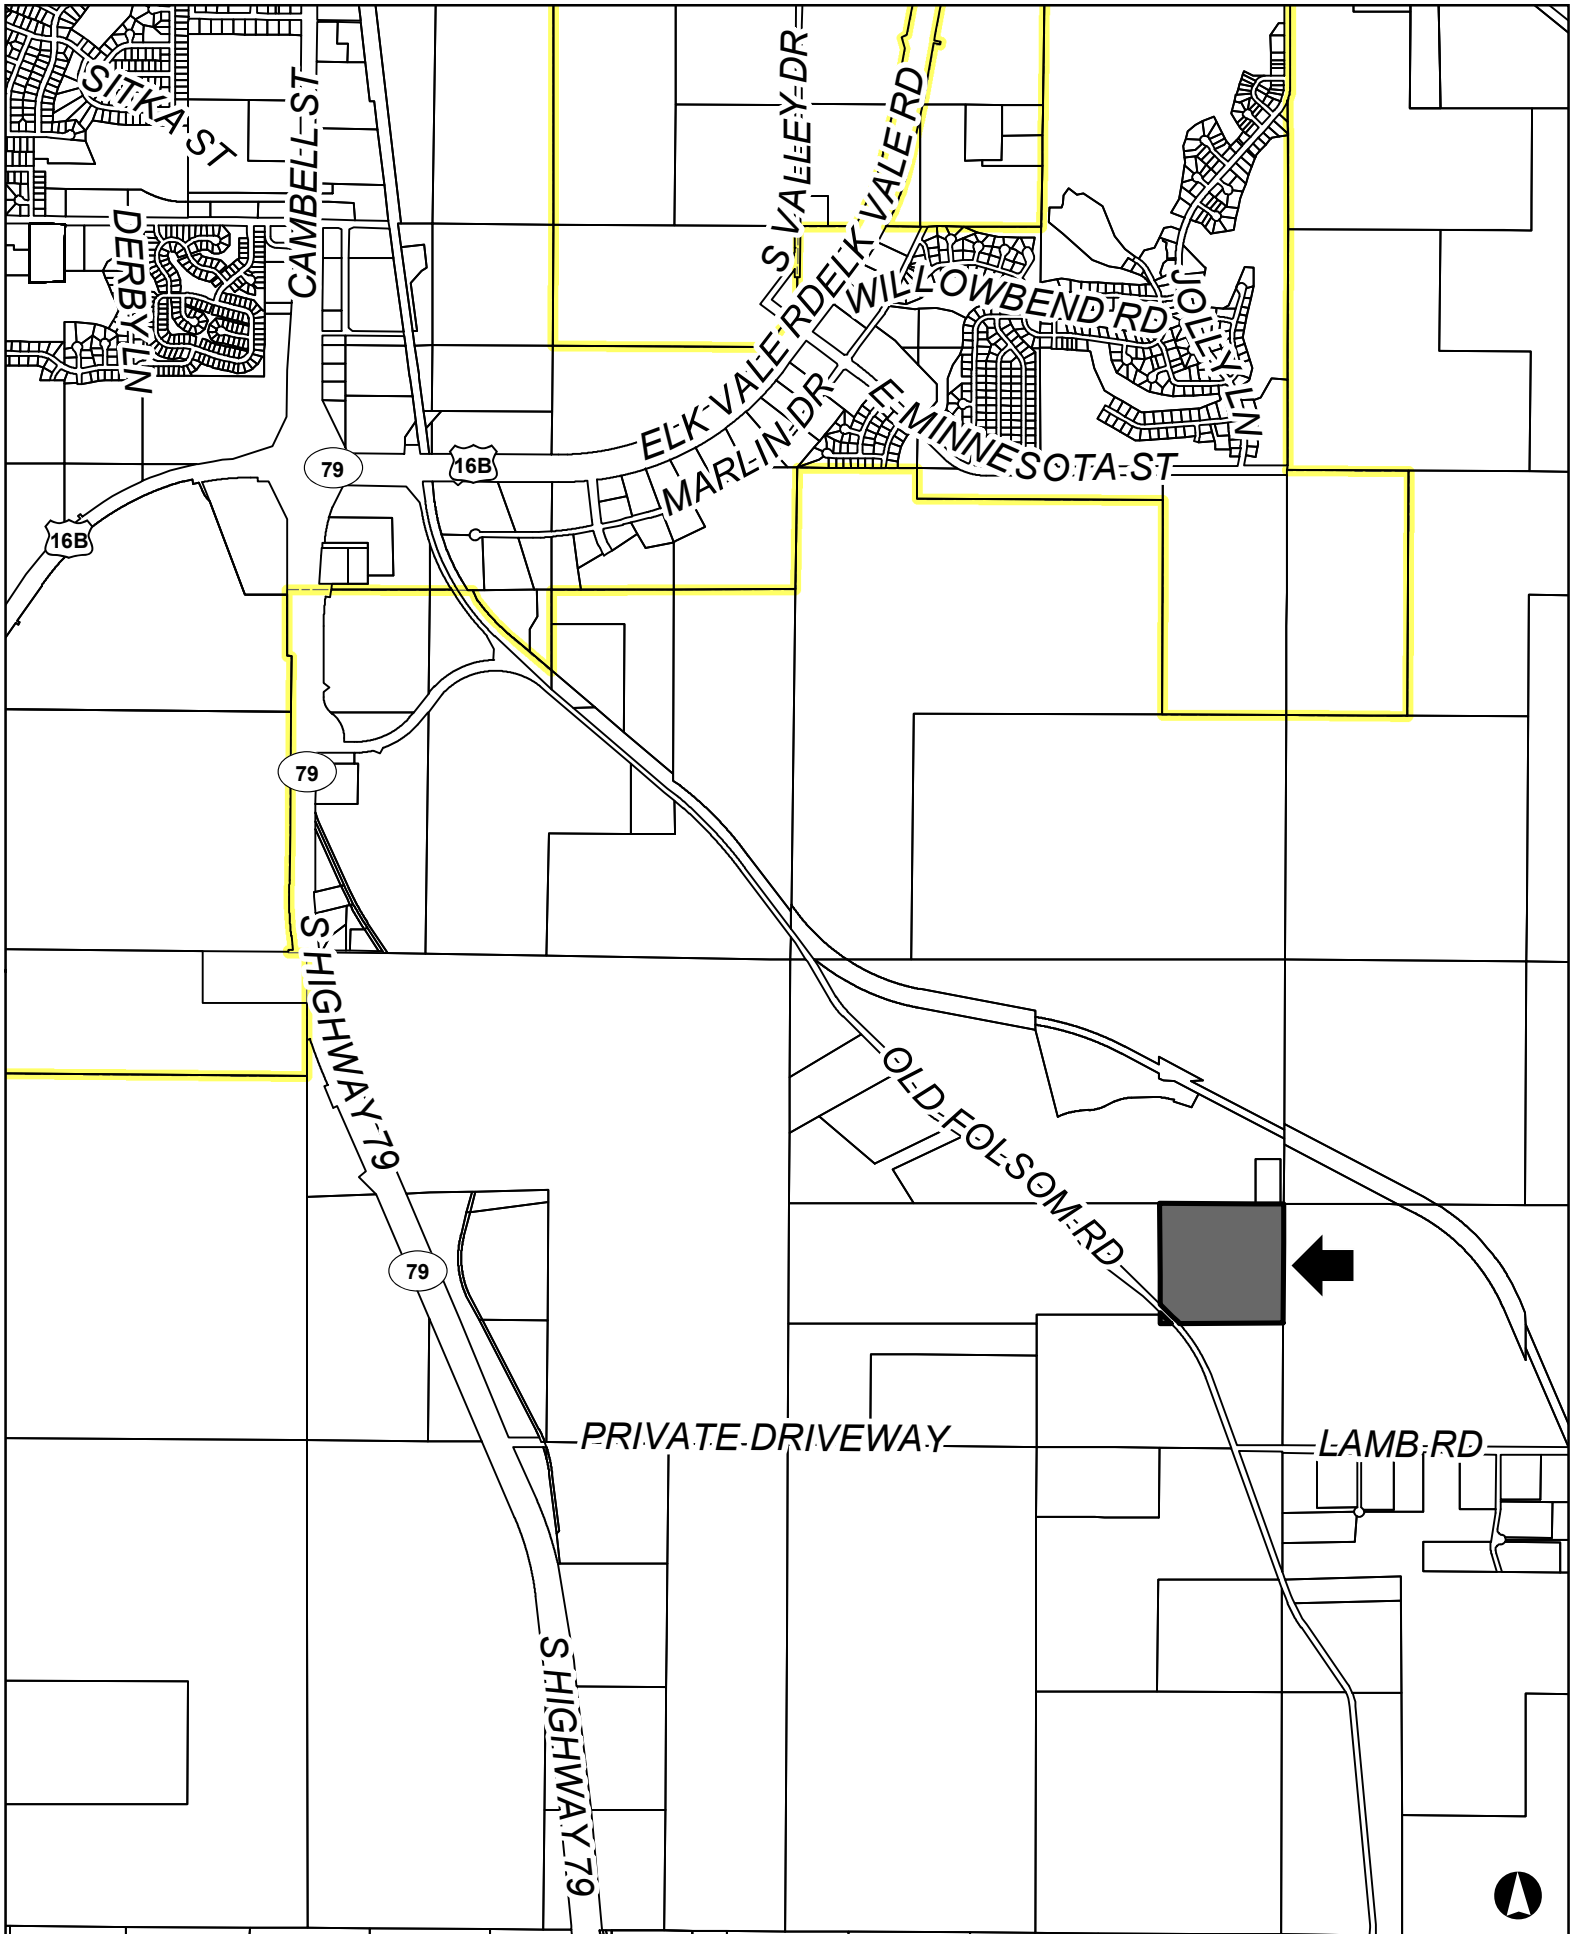 SITKA ST
CAMBELL ST
S VALLEY DR
ELK VALE RD
ELK VALE RD
DERBY LN
WILLOWBEND RD
JOLLY LN
MARLIN DR
E MINNESOTA ST
79
16B
16B
79
S HIGHWAY 79
OLD FOLSOM RD
79
PRIVATE DRIVEWAY
LAMB RD
S HIGHWAY 79